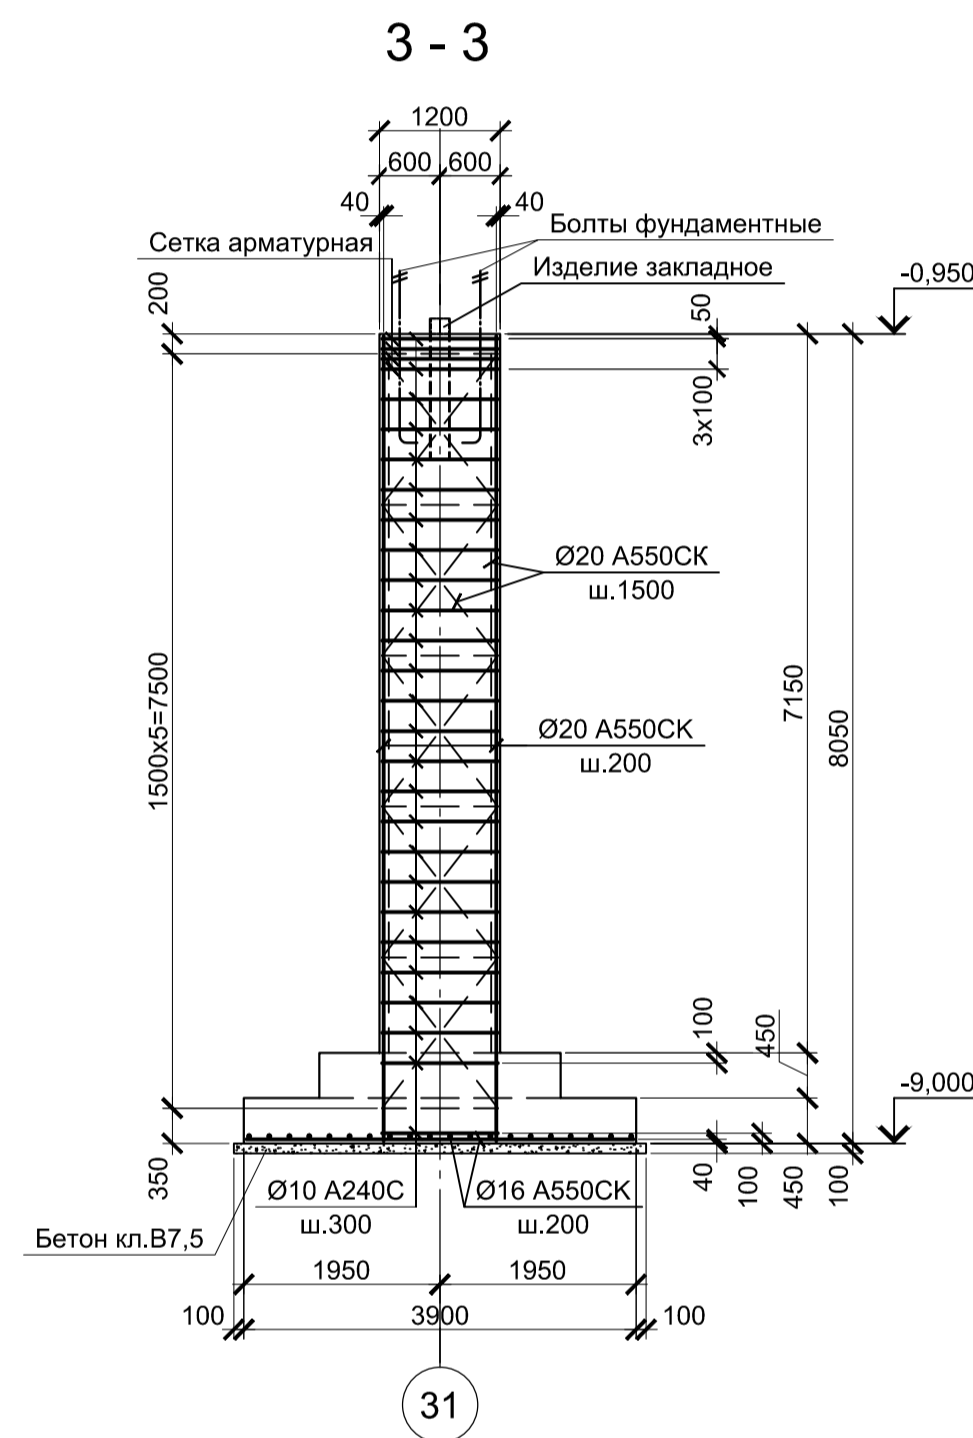 3 - 3
1200
600 600
40 40
Сетка арматурная
Болты фундаментные
Изделие закладное
-0,950
200
50
3х100
Ø20 А550СК
ш.1500
7150
8050
1500х5=7500
Ø20 А550СК
ш.200
100
450
-9,000
350
40
100
450
100
Ø10 А240С
ш.300
Ø16 А550СК
ш.200
Бетон кл.В7,5
1950 1950
100 3900 100
31